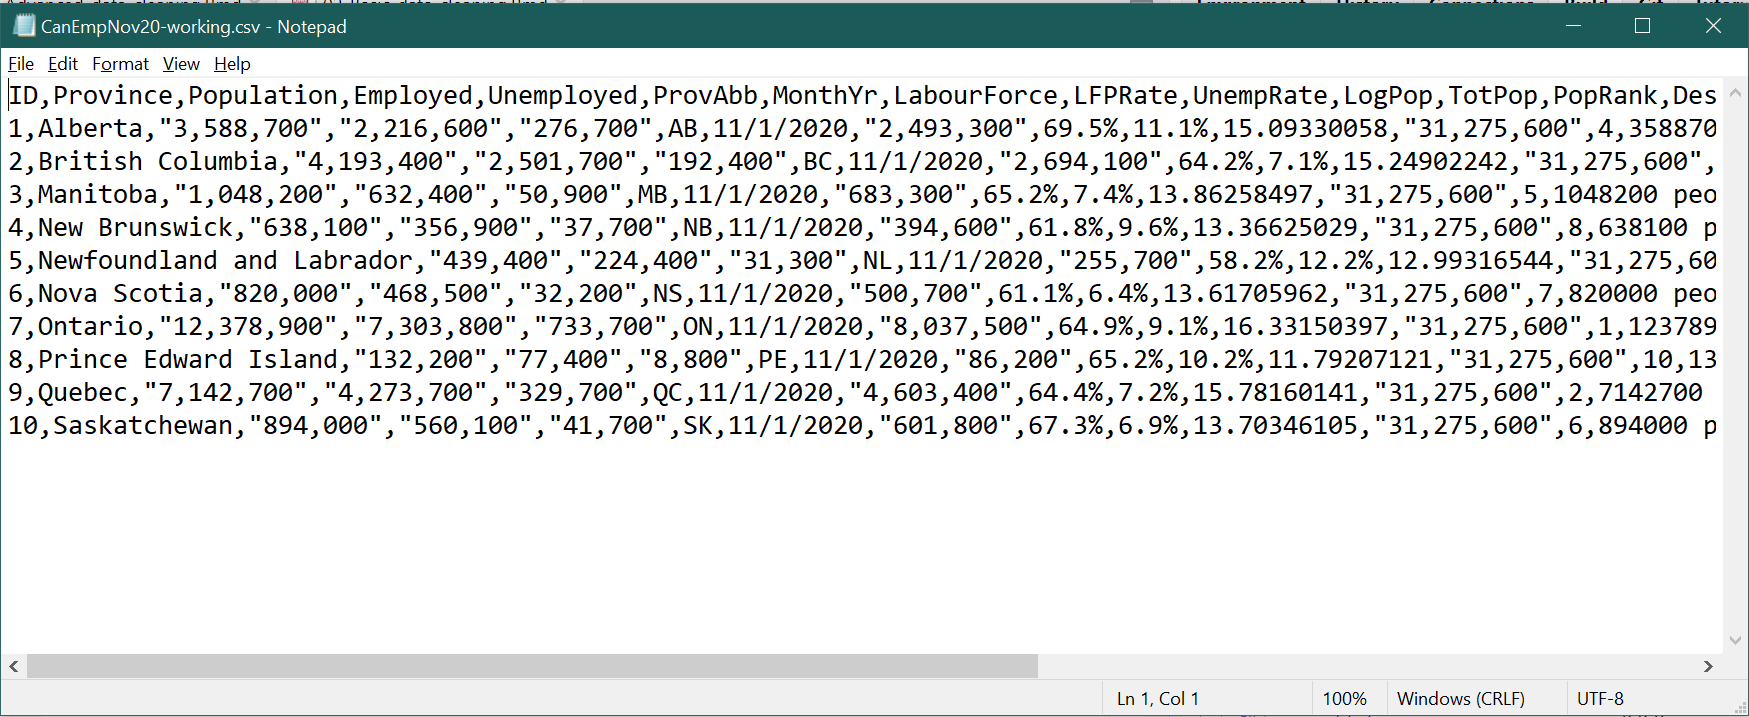 CanEmpNov20-working.csv - Notepad
File Edit Format View Help
ID,Province,Population,Employed,Unemployed,ProvAbb,MonthYr,LabourForce,LFPRate,UnempRate,LogPop,TotPop,PopRank,Des
1,Alberta,"3,588,700","2,216,600","276,700",AB,11/1/2020,"2,493,300",69.5%,11.1%,15.09330058,"31,275,600",4,358870
2,British Columbia,"4,193,400","2,501,700","192,400",BC,11/1/2020,"2,694,100",64.2%,7.1%,15.24902242,"31,275,600",
3,Manitoba,"1,048,200","632,400","50,900",MB,11/1/2020,"683,300",65.2%,7.4%,13.86258497,"31,275,600",5,1048200 peo
4,New Brunswick,"638,100","356,900","37,700",NB,11/1/2020,"394,600",61.8%,9.6%,13.36625029,"31,275,600",8,638100 p
5,Newfoundland and Labrador,"439,400","224,400","31,300",NL,11/1/2020,"255,700",58.2%,12.2%,12.99316544,"31,275,60
6,Nova Scotia,"820,000","468,500","32,200",NS,11/1/2020,"500,700",61.1%,6.4%,13.61705962,"31,275,600",7,820000 peo
7,Ontario,"12,378,900","7,303,800","733,700",ON,11/1/2020,"8,037,500",64.9%,9.1%,16.33150397,"31,275,600",1,123789
8,Prince Edward Island,"132,200","77,400","8,800",PE,11/1/2020,"86,200",65.2%,10.2%,11.79207121,"31,275,600",10,13
9,Quebec,"7,142,700","4,273,700","329,700",QC,11/1/2020,"4,603,400",64.4%,7.2%,15.78160141,"31,275,600",2,7142700
10,Saskatchewan,"894,000","560,100","41,700",SK,11/1/2020,"601,800",67.3%,6.9%,13.70346105,"31,275,600",6,894000 p
Ln 1, Col 1 100% Windows (CRLF) UTF-8